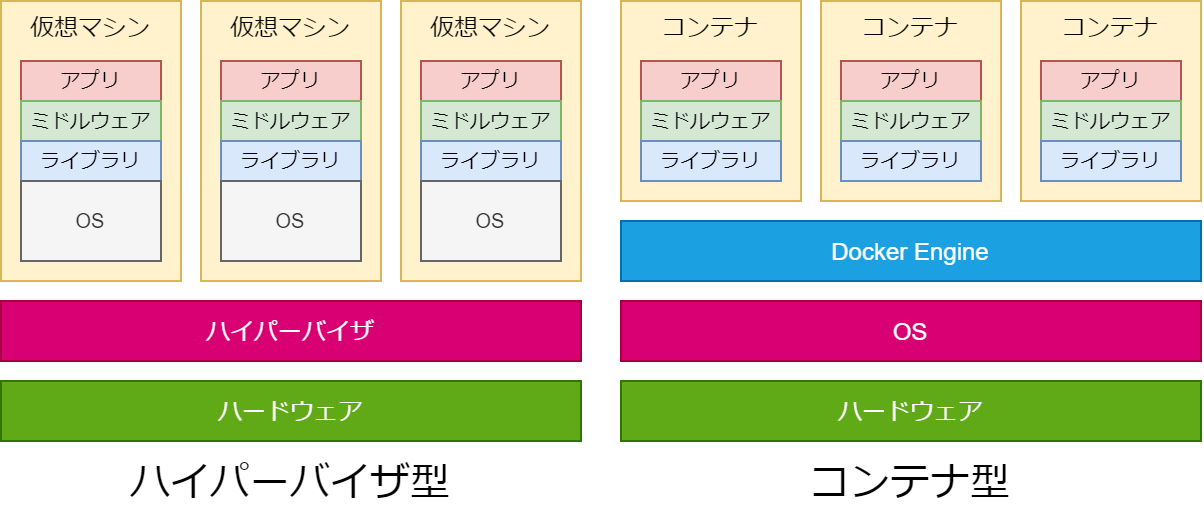 仮想マシン
アプリ
ミドルウェア
ライブラリ
OS
仮想マシン
アプリ
ミドルウェア
ライブラリ
OS
仮想マシン
アプリ
ミドルウェア
ライブラリ
OS
ハイパーバイザ
ハードウェア
ハイパーバイザ型
コンテナ
アプリ
ミドルウェア
ライブラリ
コンテナ
アプリ
ミドルウェア
ライブラリ
コンテナ
アプリ
ミドルウェア
ライブラリ
Docker Engine
OS
ハードウェア
コンテナ型